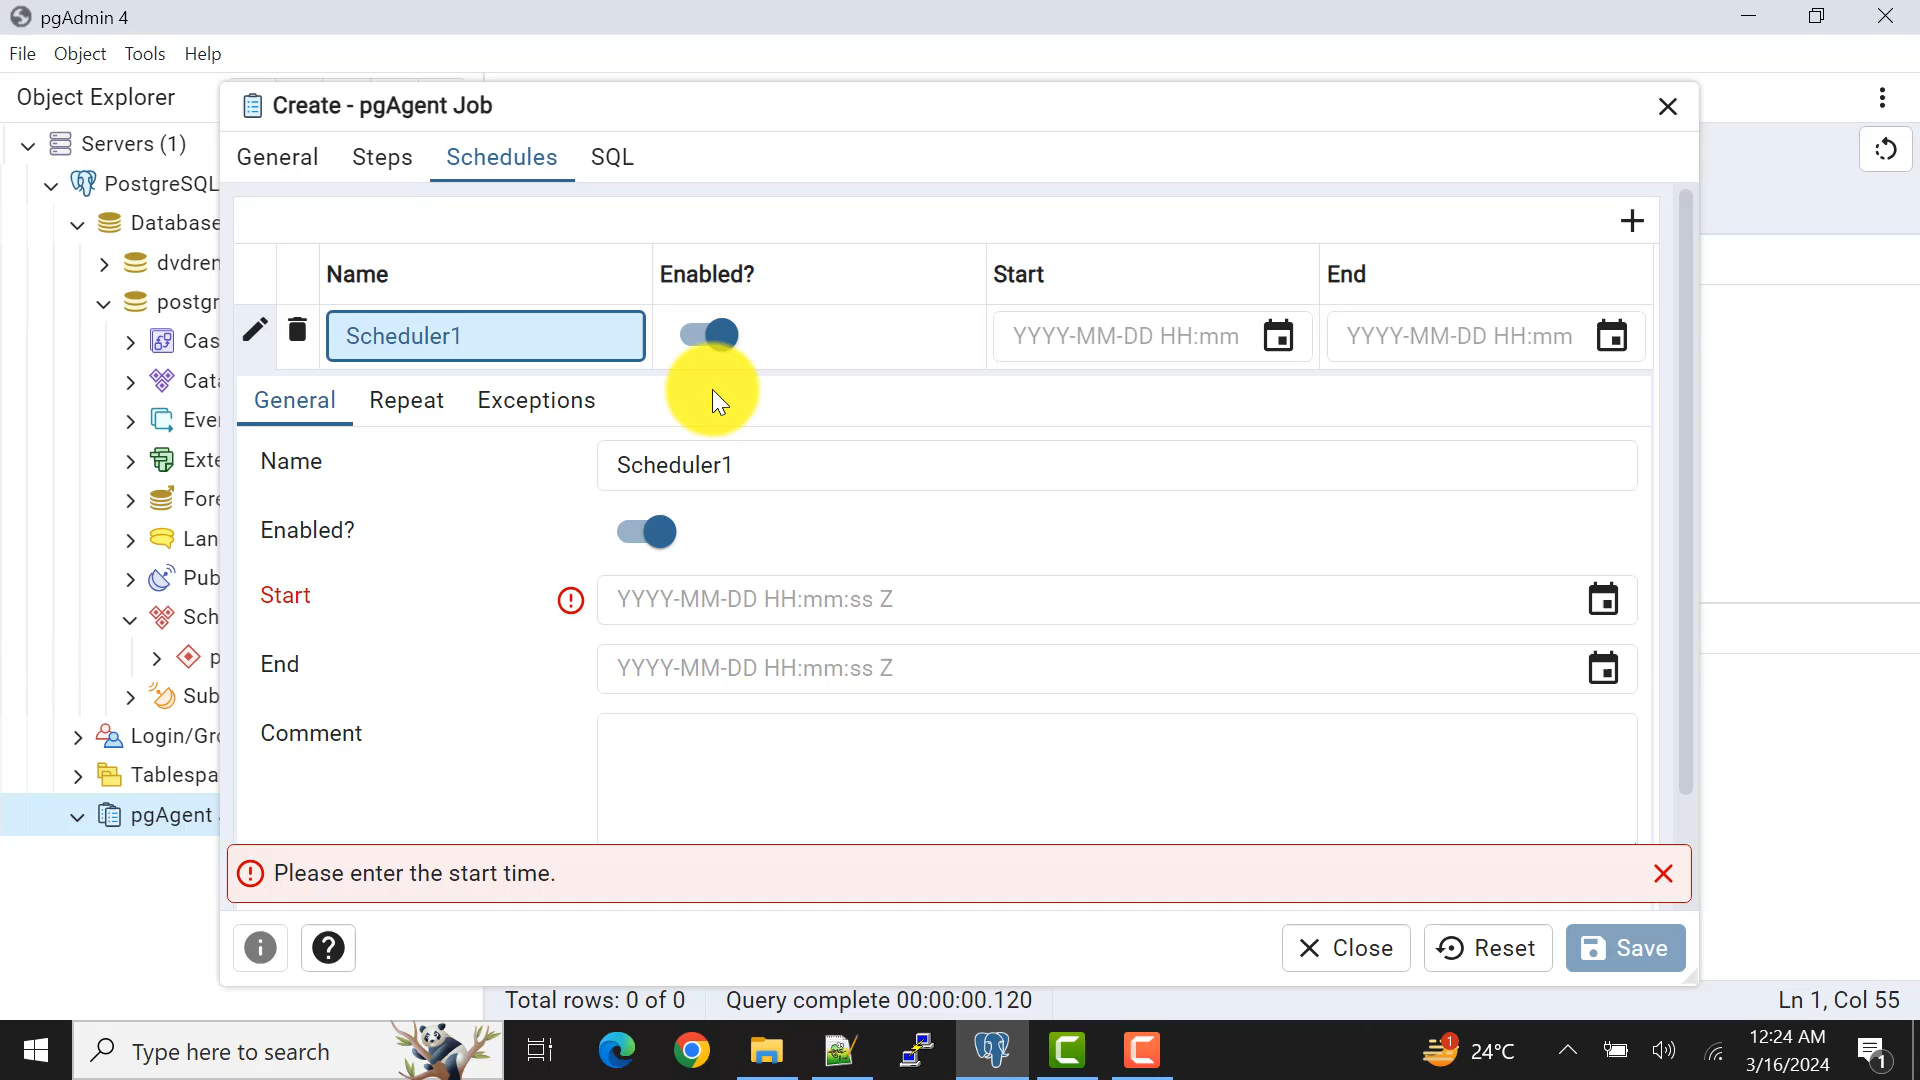 pgAdmin 4
File Object Tools Help
Object Explorer
Servers (1)
PostgreSQL
Database
dvdren
postgr
Cas
Cata
Eve
Exte
Fore
Lan
Pub
Sch
p
Sub
Login/Gro
Tablespa
pgAgent
Create - pgAgent Job
General Steps Schedules SQL
Name Enabled? Start End
Scheduler1 YYYY-MM-DD HH:mm YYYY-MM-DD HH:mm
General Repeat Exceptions
Name Scheduler1
Enabled?
Start YYYY-MM-DD HH:mm:ss Z
End YYYY-MM-DD HH:mm:ss Z
Comment
Please enter the start time.
Close Reset Save
Total rows: 0 of 0 Query complete 00:00:00.120 Ln 1, Col 55
Type here to search
1
24°C
12:24 AM
3/16/2024
1